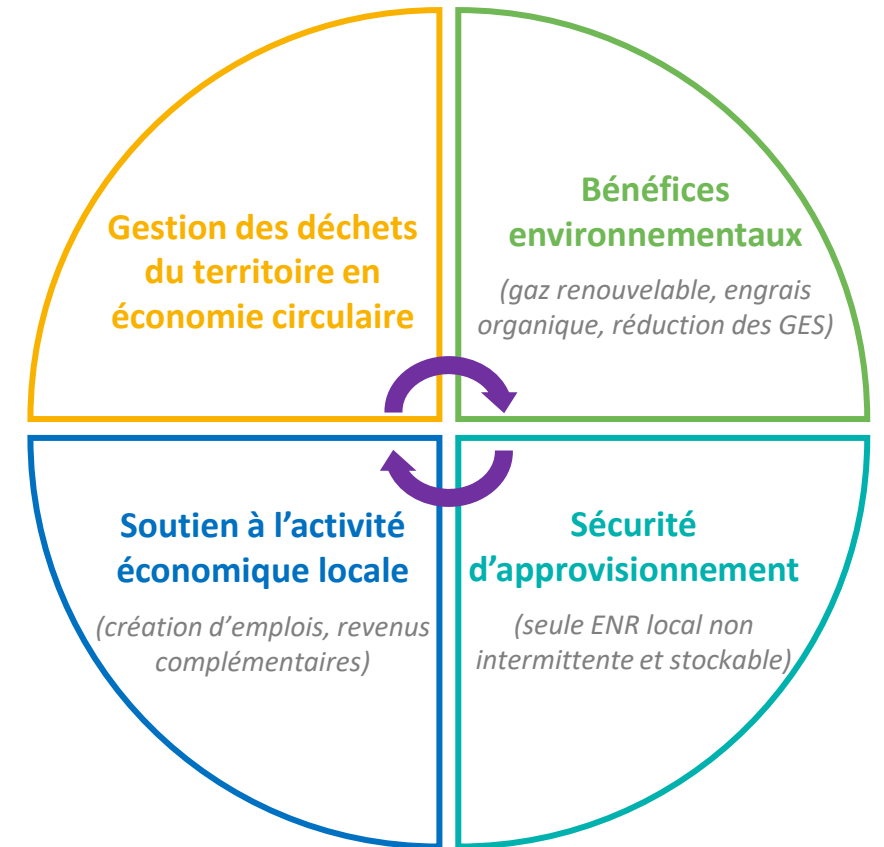 Gestion des déchets
du territoire en
économie circulaire
Bénéfices
environnementaux
(gaz renouvelable, engrais
organique, réduction des GES)
Soutien à l’activité
économique locale
(création d’emplois, revenus
complémentaires)
Sécurité
d’approvisionnement
(seule ENR local non
intermittente et stockable)